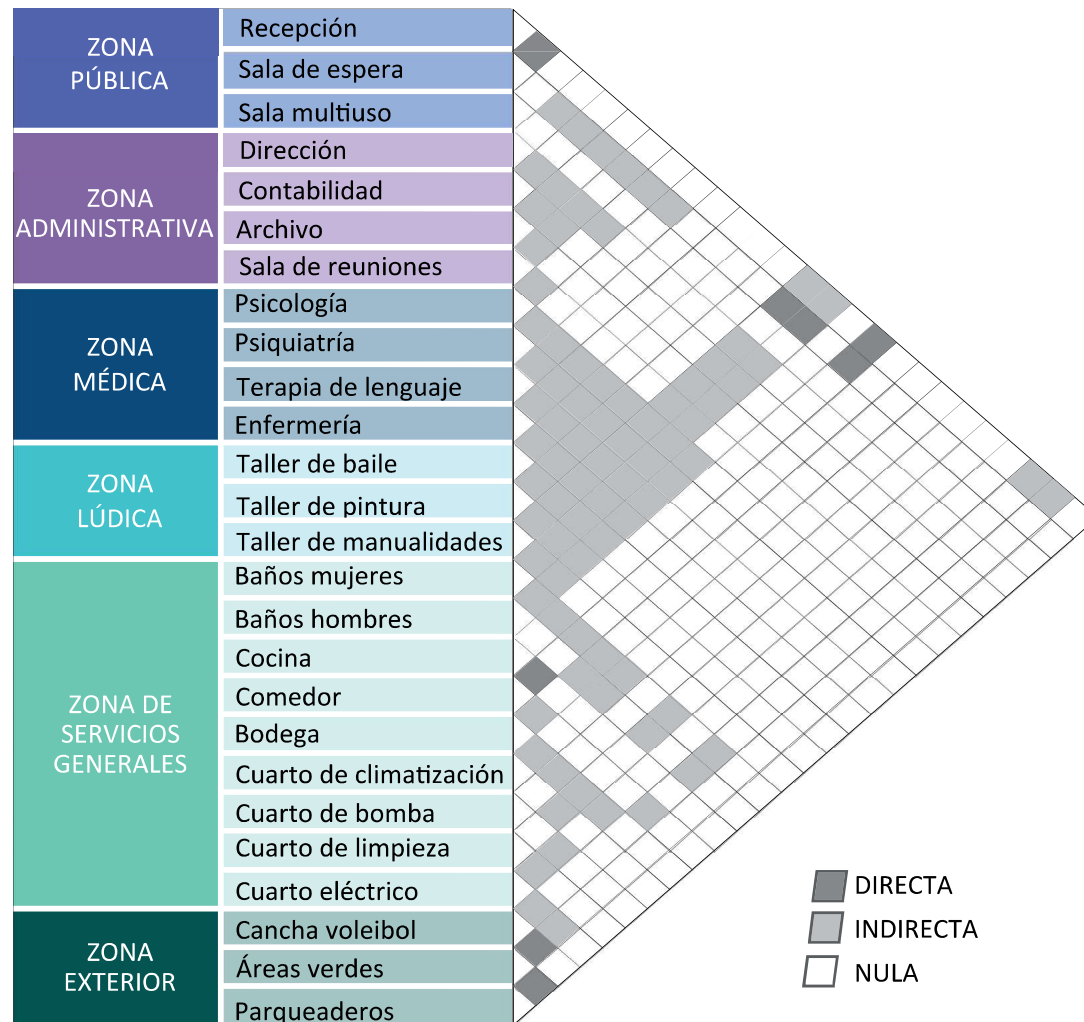 ZONA
PÚBLICA
Recepción
Sala de espera
Sala multiuso
ZONA
ADMINISTRATIVA
Dirección
Contabilidad
Archivo
Sala de reuniones
ZONA
MÉDICA
Psicología
Psiquiatría
Terapia de lenguaje
Enfermería
ZONA
LÚDICA
Taller de baile
Taller de pintura
Taller de manualidades
ZONA DE
SERVICIOS
GENERALES
Baños mujeres
Baños hombres
Cocina
Comedor
Bodega
Cuarto de climatización
Cuarto de bomba
Cuarto de limpieza
Cuarto eléctrico
ZONA
EXTERIOR
Cancha voleibol
Áreas verdes
Parqueaderos
DIRECTA
INDIRECTA
NULA